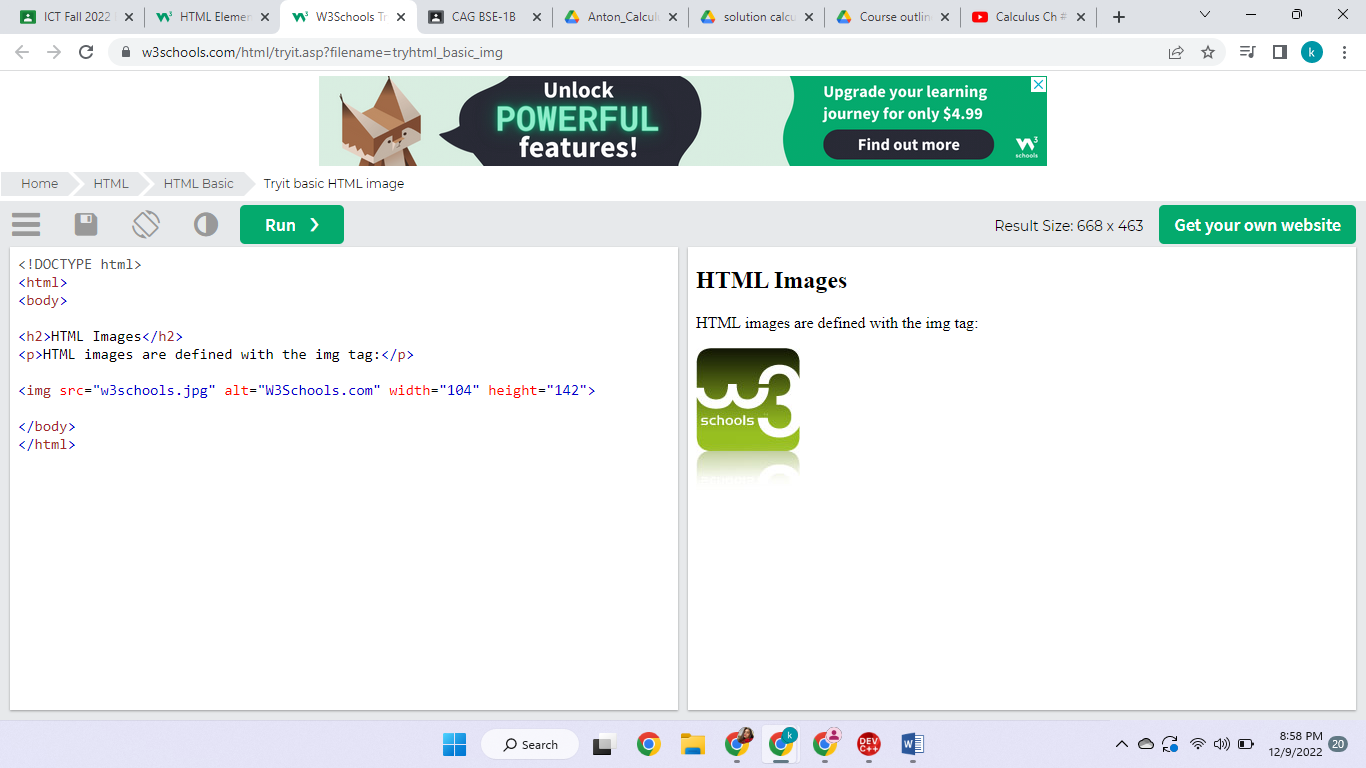 ICT Fall 2022
HTML Elemen
W3Schools Tr
CAG BSE-1B
Anton_Calcul
solution calcu
Course outlin
Calculus Ch #
w3schools.com/html/tryit.asp?filename=tryhtml_basic_img
k
Unlock
POWERFUL
features!
Upgrade your learning
journey for only $4.99
Find out more
W3
schools
Home
HTML
HTML Basic
Tryit basic HTML image
Run ❯
Result Size: 668 x 463
Get your own website
<!DOCTYPE html>
<html>
<body>
<h2>HTML Images</h2>
<p>HTML images are defined with the img tag:</p>
<img src="w3schools.jpg" alt="W3Schools.com" width="104" height="142">
</body>
</html>
HTML Images
HTML images are defined with the img tag:
w3
schools
Search
k
DEV
C++
W
8:58 PM
12/9/2022
20